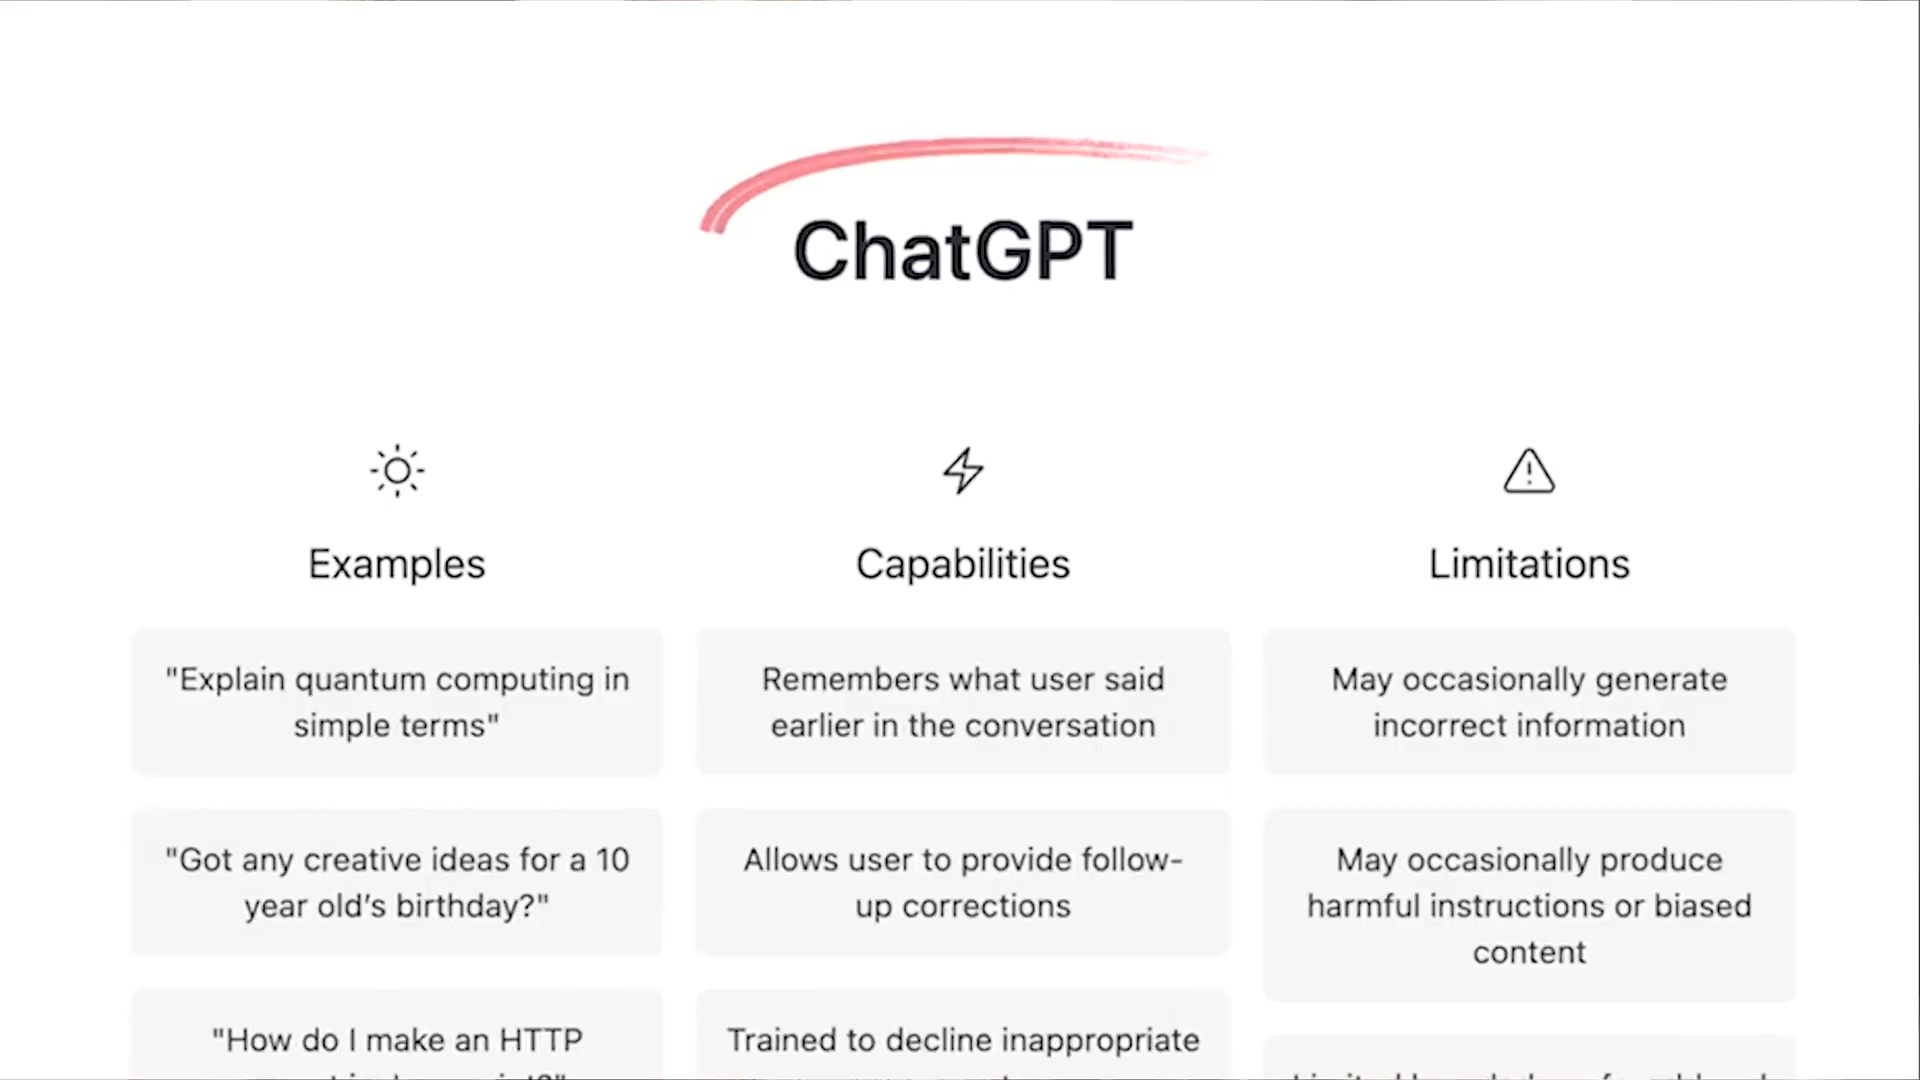 ChatGPT
Examples
"Explain quantum computing in
simple terms"
"Got any creative ideas for a 10
year old's birthday?"
"How do I make an HTTP
Capabilities
Remembers what user said
earlier in the conversation
Allows user to provide follow-
up corrections
Trained to decline inappropriate
Limitations
May occasionally generate
incorrect information
May occasionally produce
harmful instructions or biased
content